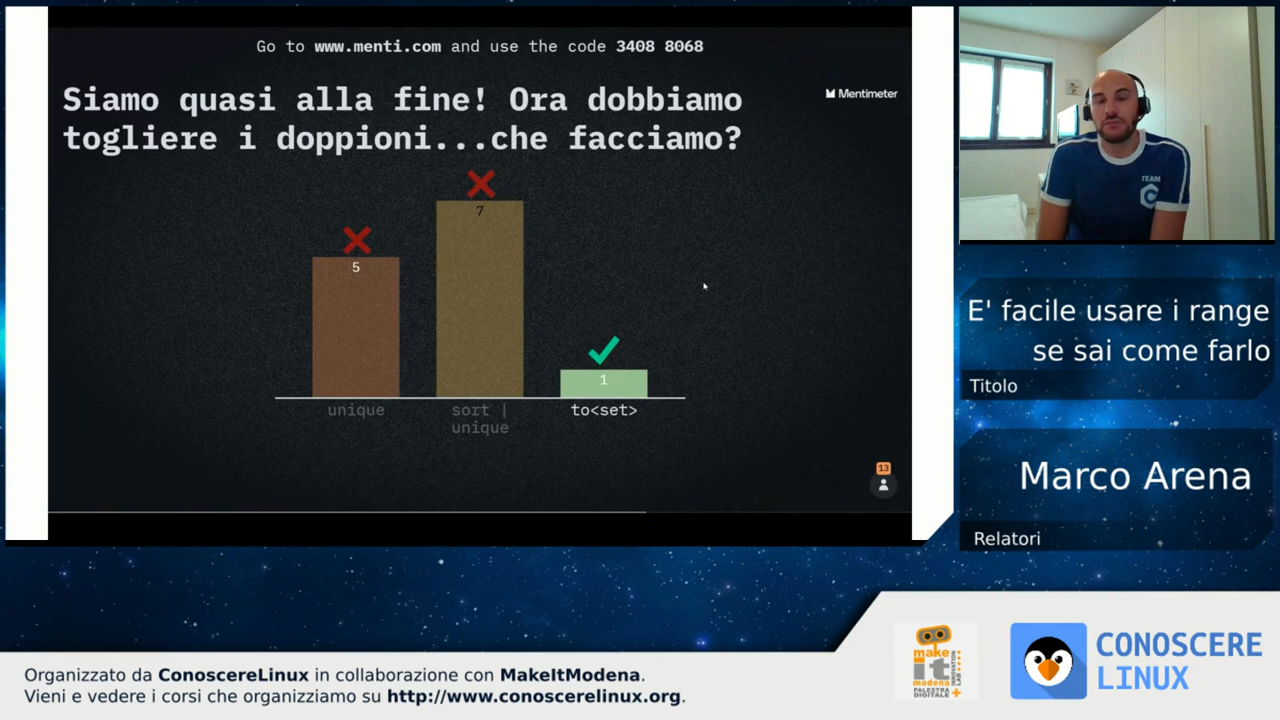 Go to www.menti.com and use the code 3408 8068
Siamo quasi alla fine! Ora dobbiamo
togliere i doppioni...che facciamo?
Mentimeter
5
7
1
unique
sort |
unique
to<set>
13
TEAM
E' facile usare i range
se sai come farlo
Titolo
Marco Arena
Relatori
Organizzato da ConoscereLinux in collaborazione con MakeItModena.
Vieni e vedere i corsi che organizziamo su http://www.conoscerelinux.org.
make
it
modena
PALESTRA
DIGITALE
INNOVATION
LAB
CONOSCERE
LINUX